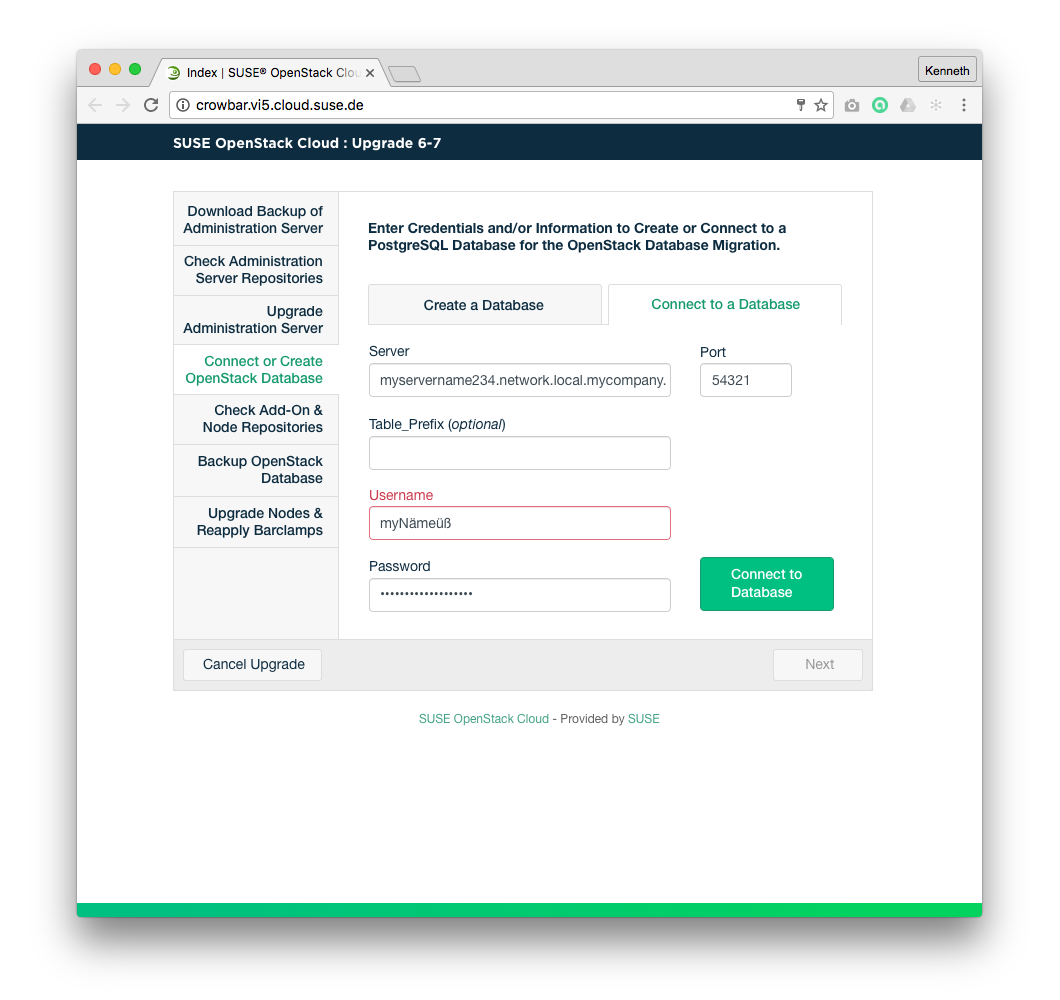 Index | SUSE® OpenStack Clou
Kenneth
crowbar.vi5.cloud.suse.de
SUSE OpenStack Cloud : Upgrade 6-7
Download Backup of
Administration Server
Check Administration
Server Repositories
Upgrade
Administration Server
Connect or Create
OpenStack Database
Check Add-On &
Node Repositories
Backup OpenStack
Database
Upgrade Nodes &
Reapply Barclamps
Enter Credentials and/or Information to Create or Connect to a
PostgreSQL Database for the OpenStack Database Migration.
Create a Database
Connect to a Database
Server
Port
myservername234.network.local.mycompany.
54321
Table_Prefix (optional)
Username
myNämeüß
Password
•••••••••••••••••••
Connect to
Database
Cancel Upgrade
Next
SUSE OpenStack Cloud - Provided by SUSE